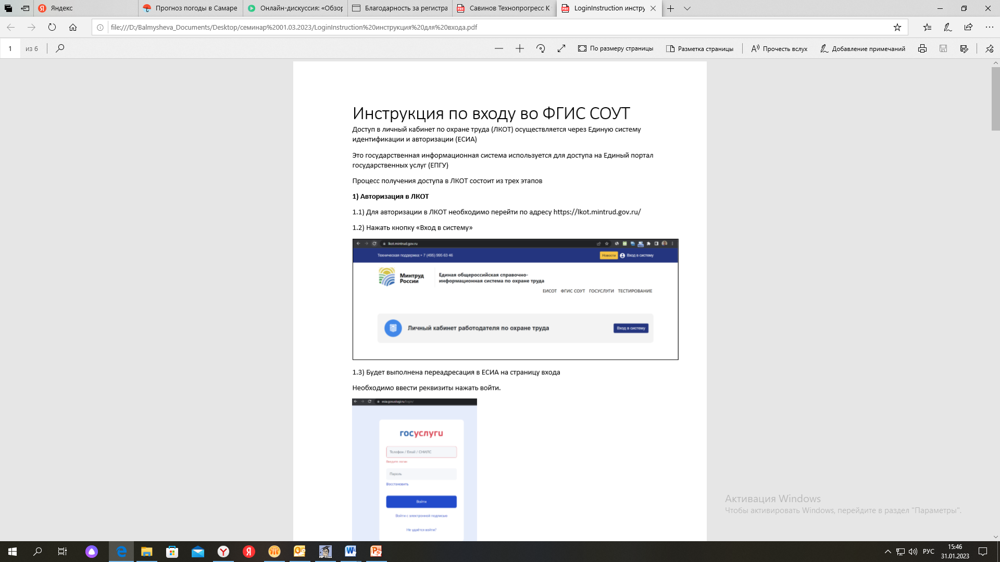 Яндекс
Прогноз погоды в Самаре
Онлайн-дискуссия: «Обзор
Благодарность за регистра
Савинов Технопрогресс К
LoginInstruction инстру
file:///D:/Balmysheva_Documents/Desktop/семинар%2001.03.2023/LoginInstruction%20инструкция%20для%20входа.pdf
1 из 6
По размеру страницы
Разметка страницы
Прочесть вслух
Добавление примечаний
Инструкция по входу во ФГИС СОУТ
Доступ в личный кабинет по охране труда (ЛКОТ) осуществляется через Единую систему
идентификации и авторизации (ЕСИА)
Это государственная информационная система используется для доступа на Единый портал
государственных услуг (ЕПГУ)
Процесс получения доступа в ЛКОТ состоит из трех этапов
1) Авторизация в ЛКОТ
1.1) Для авторизации в ЛКОТ необходимо перейти по адресу https://lkot.mintrud.gov.ru/
1.2) Нажать кнопку «Вход в систему»
lkot.mintrud.gov.ru
Техническая поддержка:+ 7 (495) 995 63 46
Новости
Вход в систему
Минтруд
России
Единая общероссийская справочно-
информационная система по охране труда
ЕИСОТ ФГИС СОУТ ГОСУСЛУГИ ТЕСТИРОВАНИЕ
Личный кабинет работодателя по охране труда
Вход в систему
1.3) Будет выполнена переадресация в ЕСИА на страницу входа
Необходимо ввести реквизиты нажать войти.
esia.gosuslugi.ru/login/
госуслуги
Телефон / Email / СНИЛС
Введите логин
Пароль
Восстановить
Войти
Войти с электронной подписью
Не удаётся войти?
Активация Windows
Чтобы активировать Windows, перейдите в раздел "Параметры".
РУС
15:46
31.01.2023